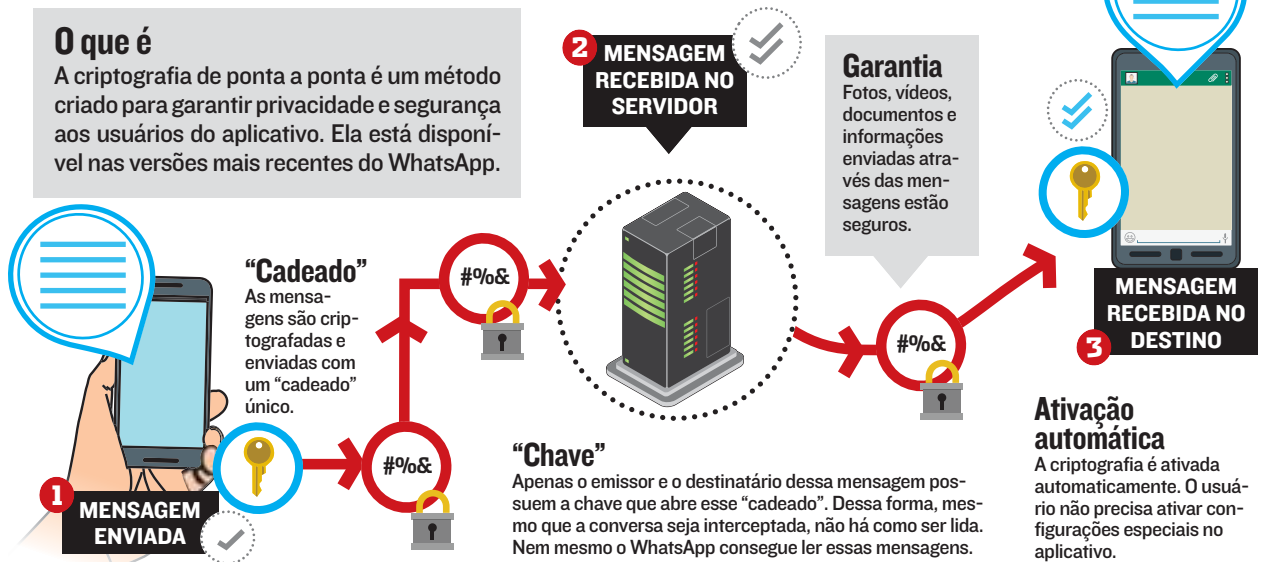 O que é
A criptografia de ponta a ponta é um método
criado para garantir privacidade e segurança
aos usuários do aplicativo. Ela está disponí-
vel nas versões mais recentes do WhatsApp.
1
MENSAGEM
ENVIADA
“Cadeado”
As mensa-
gens são crip-
tografadas e
enviadas com
um “cadeado”
único.
#%&
#%&
2
MENSAGEM
RECEBIDA NO
SERVIDOR
“Chave”
Apenas o emissor e o destinatário dessa mensagem pos-
suem a chave que abre esse “cadeado”. Dessa forma, mes-
mo que a conversa seja interceptada, não há como ser lida.
Nem mesmo o WhatsApp consegue ler essas mensagens.
Garantia
Fotos, vídeos,
documentos e
informações
enviadas atra-
vés das men-
sagens estão
seguros.
#%&
3
MENSAGEM
RECEBIDA NO
DESTINO
Ativação
automática
A criptografia é ativada
automaticamente. O usuá-
rio não precisa ativar con-
figurações especiais no
aplicativo.